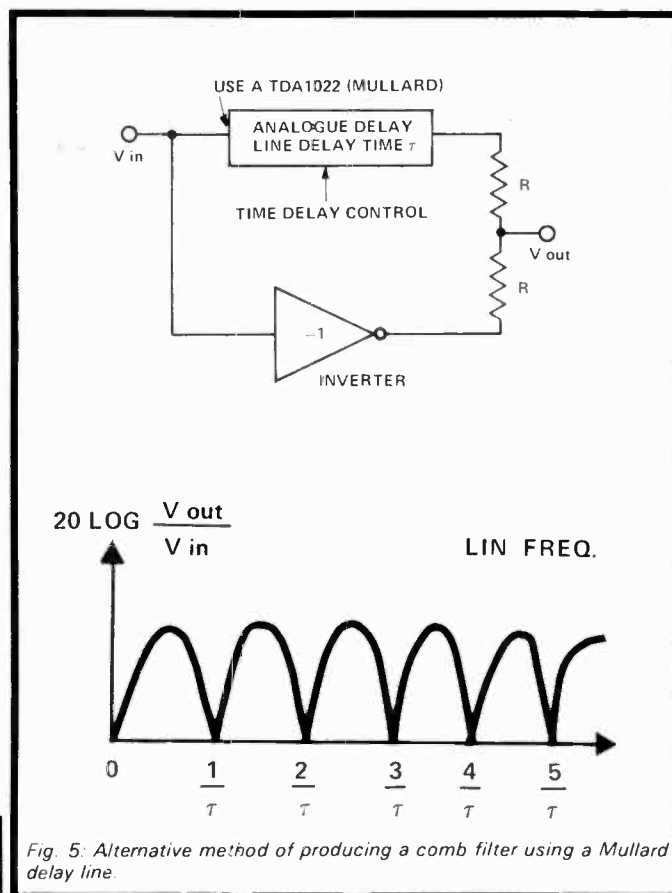 USE A TDA1022 (MULLARD)
ANALOGUE DELAY
LINE DELAY TIME τ
V in
TIME DELAY CONTROL
R
V out
R
-1
INVERTER
20 LOG V out
V in
LIN FREQ.
0 1 2 3 4 5
τ τ τ τ τ
Fig. 5: Alternative method of producing a comb filter using a Mullard
delay line.